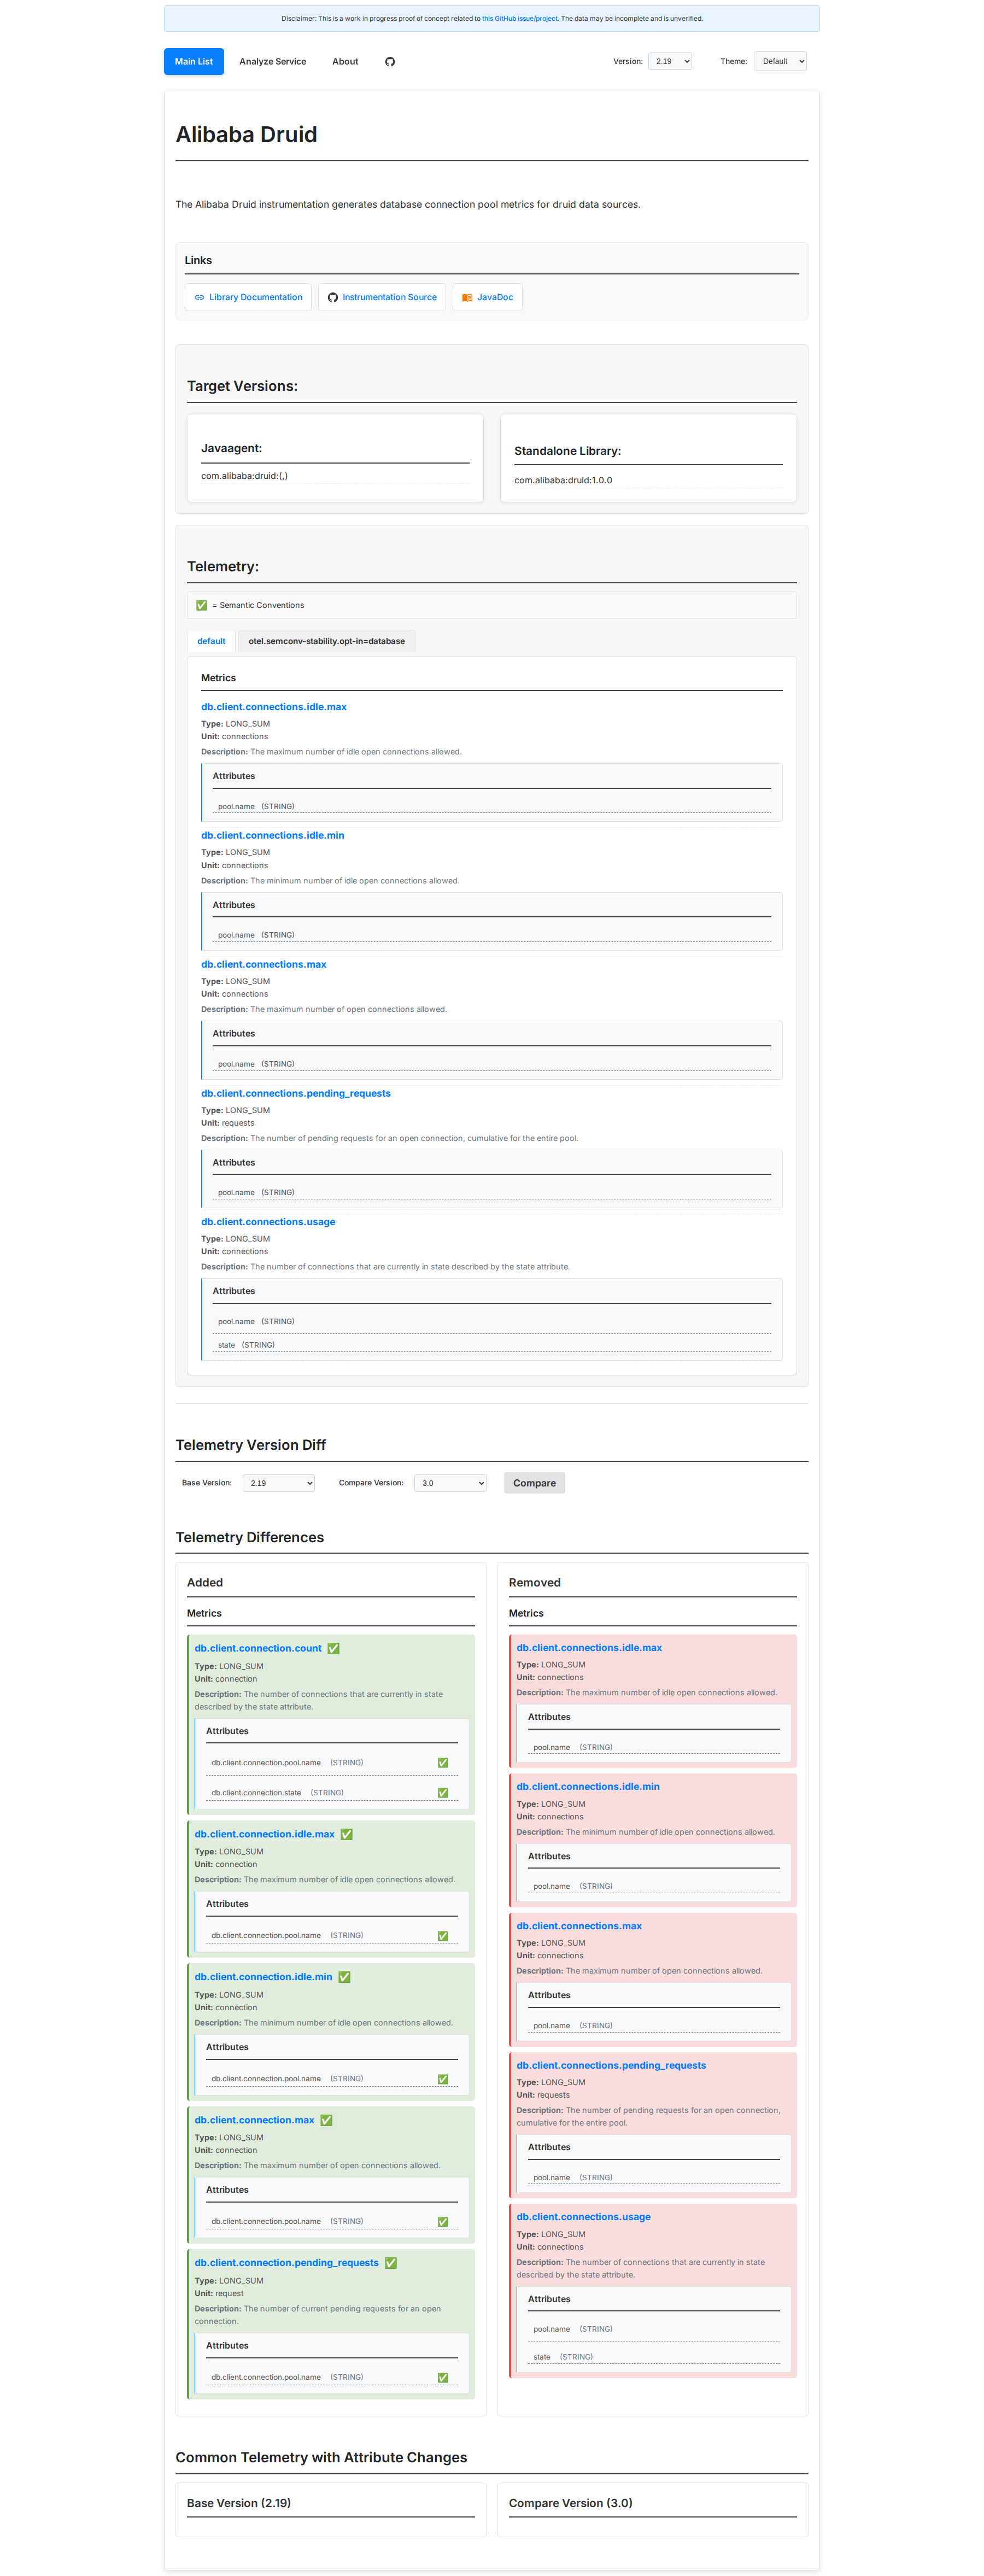 Disclaimer: This is a work in progress proof of concept related to this GitHub issue/project. The data may be incomplete and is unverified.
Main List Analyze Service About Version: 2.19 Theme: Default
Alibaba Druid
The Alibaba Druid instrumentation generates database connection pool metrics for druid data sources.
Links
Library Documentation Instrumentation Source JavaDoc
Target Versions:
Javaagent:
com.alibaba:druid:(,)
Standalone Library:
com.alibaba:druid:1.0.0
Telemetry:
✅ = Semantic Conventions
default otel.semconv-stability.opt-in=database
Metrics
db.client.connections.idle.max
Type: LONG_SUM
Unit: connections
Description: The maximum number of idle open connections allowed.
Attributes
pool.name (STRING)
db.client.connections.idle.min
Type: LONG_SUM
Unit: connections
Description: The minimum number of idle open connections allowed.
Attributes
pool.name (STRING)
db.client.connections.max
Type: LONG_SUM
Unit: connections
Description: The maximum number of open connections allowed.
Attributes
pool.name (STRING)
db.client.connections.pending_requests
Type: LONG_SUM
Unit: requests
Description: The number of pending requests for an open connection, cumulative for the entire pool.
Attributes
pool.name (STRING)
db.client.connections.usage
Type: LONG_SUM
Unit: connections
Description: The number of connections that are currently in state described by the state attribute.
Attributes
pool.name (STRING)
state (STRING)
Telemetry Version Diff
Base Version: 2.19 Compare Version: 3.0 Compare
Telemetry Differences
Added
Metrics
db.client.connection.count ✅
Type: LONG_SUM
Unit: connection
Description: The number of connections that are currently in state
described by the state attribute.
Attributes
db.client.connection.pool.name (STRING) ✅
db.client.connection.state (STRING) ✅
db.client.connection.idle.max ✅
Type: LONG_SUM
Unit: connection
Description: The maximum number of idle open connections allowed.
Attributes
db.client.connection.pool.name (STRING) ✅
db.client.connection.idle.min ✅
Type: LONG_SUM
Unit: connection
Description: The minimum number of idle open connections allowed.
Attributes
db.client.connection.pool.name (STRING) ✅
db.client.connection.max ✅
Type: LONG_SUM
Unit: connection
Description: The maximum number of open connections allowed.
Attributes
db.client.connection.pool.name (STRING) ✅
db.client.connection.pending_requests ✅
Type: LONG_SUM
Unit: request
Description: The number of current pending requests for an open
connection.
Attributes
db.client.connection.pool.name (STRING) ✅
Removed
Metrics
db.client.connections.idle.max
Type: LONG_SUM
Unit: connections
Description: The maximum number of idle open connections allowed.
Attributes
pool.name (STRING)
db.client.connections.idle.min
Type: LONG_SUM
Unit: connections
Description: The minimum number of idle open connections allowed.
Attributes
pool.name (STRING)
db.client.connections.max
Type: LONG_SUM
Unit: connections
Description: The maximum number of open connections allowed.
Attributes
pool.name (STRING)
db.client.connections.pending_requests
Type: LONG_SUM
Unit: requests
Description: The number of pending requests for an open connection,
cumulative for the entire pool.
Attributes
pool.name (STRING)
db.client.connections.usage
Type: LONG_SUM
Unit: connections
Description: The number of connections that are currently in state
described by the state attribute.
Attributes
pool.name (STRING)
state (STRING)
Common Telemetry with Attribute Changes
Base Version (2.19)
Compare Version (3.0)